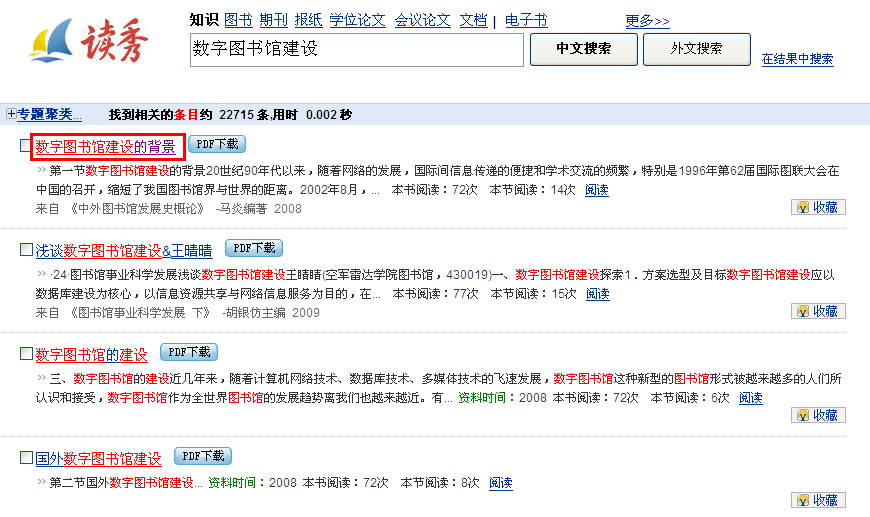 读秀
知识 图书 期刊 报纸 学位论文 会议论文 文档 | 电子书 更多>>
数字图书馆建设 中文搜索 外文搜索 在结果中搜索
专题聚类... 找到相关的条目约 22715 条,用时 0.002 秒
数字图书馆建设的背景 PDF下载
第一节数字图书馆建设的背景20世纪90年代以来，随着网络的发展，国际间信息传递的便捷和学术交流的频繁，特别是1996年第62届国际图联大会在
中国的召开，缩短了我国图书馆界与世界的距离。2002年8月，... 本书阅读：72次 本节阅读：14次 阅读
来自 《中外图书馆发展史概论》 -马炎编著 2008 收藏
浅谈数字图书馆建设&王晴晴 PDF下载
·24·图书馆事业科学发展浅谈数字图书馆建设王晴晴(空军雷达学院图书馆，430019)一、数字图书馆建设探索1．方案选型及目标数字图书馆建设应以
数据库建设为核心，以信息资源共享与网络信息服务为目的，在... 本书阅读：77次 本节阅读：15次 阅读
来自 《图书馆事业科学发展 下》 -胡银仿主编 2009 收藏
数字图书馆的建设 PDF下载
三、数字图书馆的建设近几年来，随着计算机网络技术、数据库技术、多媒体技术的飞速发展，数字图书馆这种新型的图书馆形式被越来越多的人们所
认识和接受，数字图书馆作为全世界图书馆的发展趋势离我们也越来越近。有... 资料时间：2008 本书阅读：72次 本节阅读：6次 阅读
收藏
国外数字图书馆建设 PDF下载
第二节国外数字图书馆建设... 资料时间：2008 本书阅读：72次 本节阅读：8次 阅读
收藏